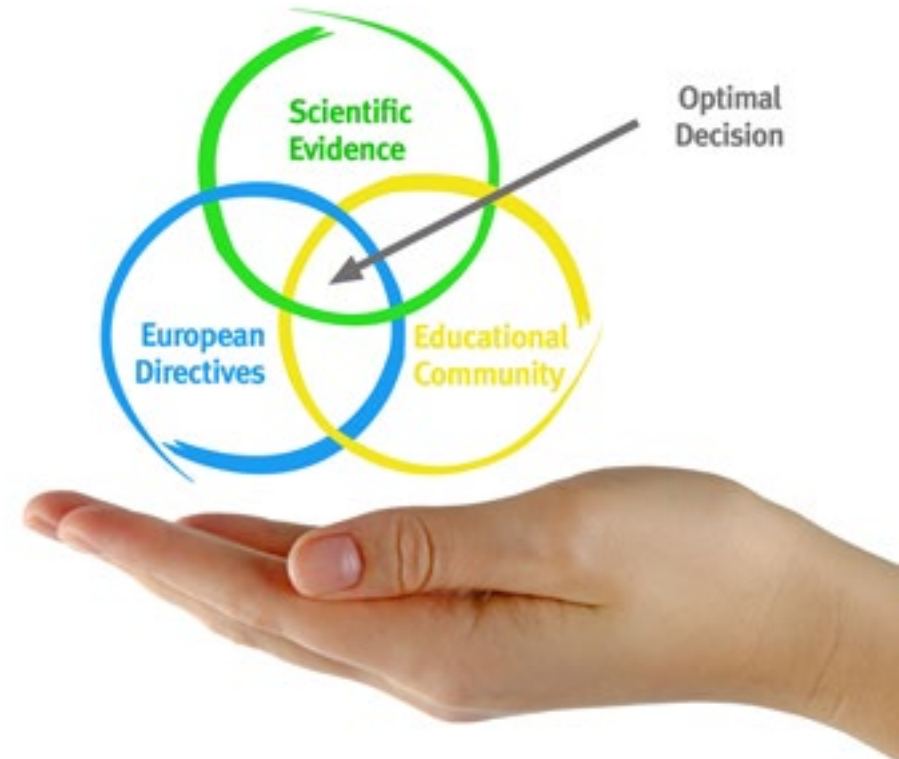 Scientific
Evidence
Optimal
Decision
European
Directives
Educational
Community